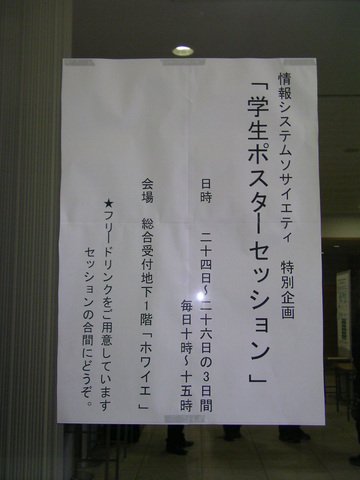 情報システムソサイエティ 特別企画
「学生ポスターセッション」
日時 二十四日～二十六日の3日間
毎日十時～十五時
会場 総合受付地下1階「ホワイエ」
★フリードリンクをご用意しています
セッションの合間にどうぞ。